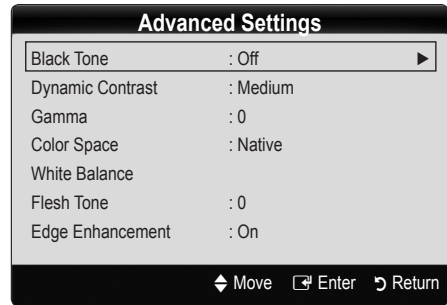 Advanced Settings
Black Tone : Off ▶
Dynamic Contrast : Medium
Gamma : 0
Color Space : Native
White Balance
Flesh Tone : 0
Edge Enhancement : On
Move Enter Return